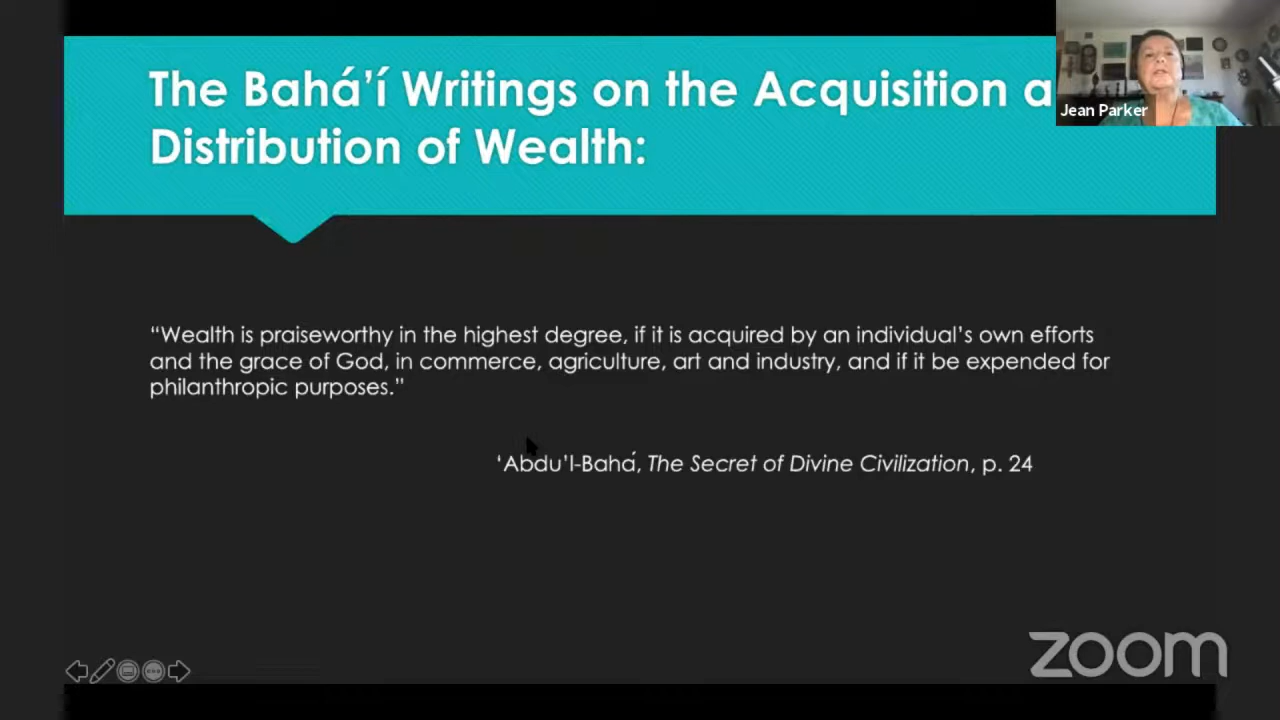 The Bahá’í Writings on the Acquisition a
Distribution of Wealth:
Jean Parker
“Wealth is praiseworthy in the highest degree, if it is acquired by an individual’s own efforts
and the grace of God, in commerce, agriculture, art and industry, and if it be expended for
philanthropic purposes.”
‘Abdu’l-Bahá, The Secret of Divine Civilization, p. 24
zoom